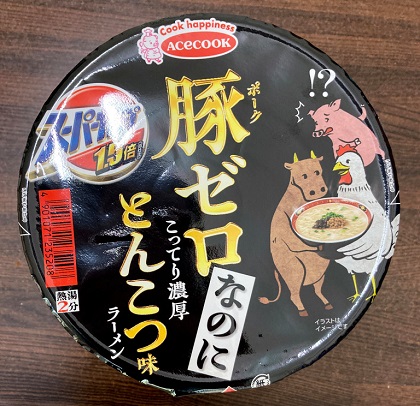 Cook happiness
ACECOOK
スーパーカップ
1.5倍
豚ゼロ
ポーク
なのに
こってり濃厚
とんこつ味
ラーメン
!?
熱湯
2分
イラストは
イメージです